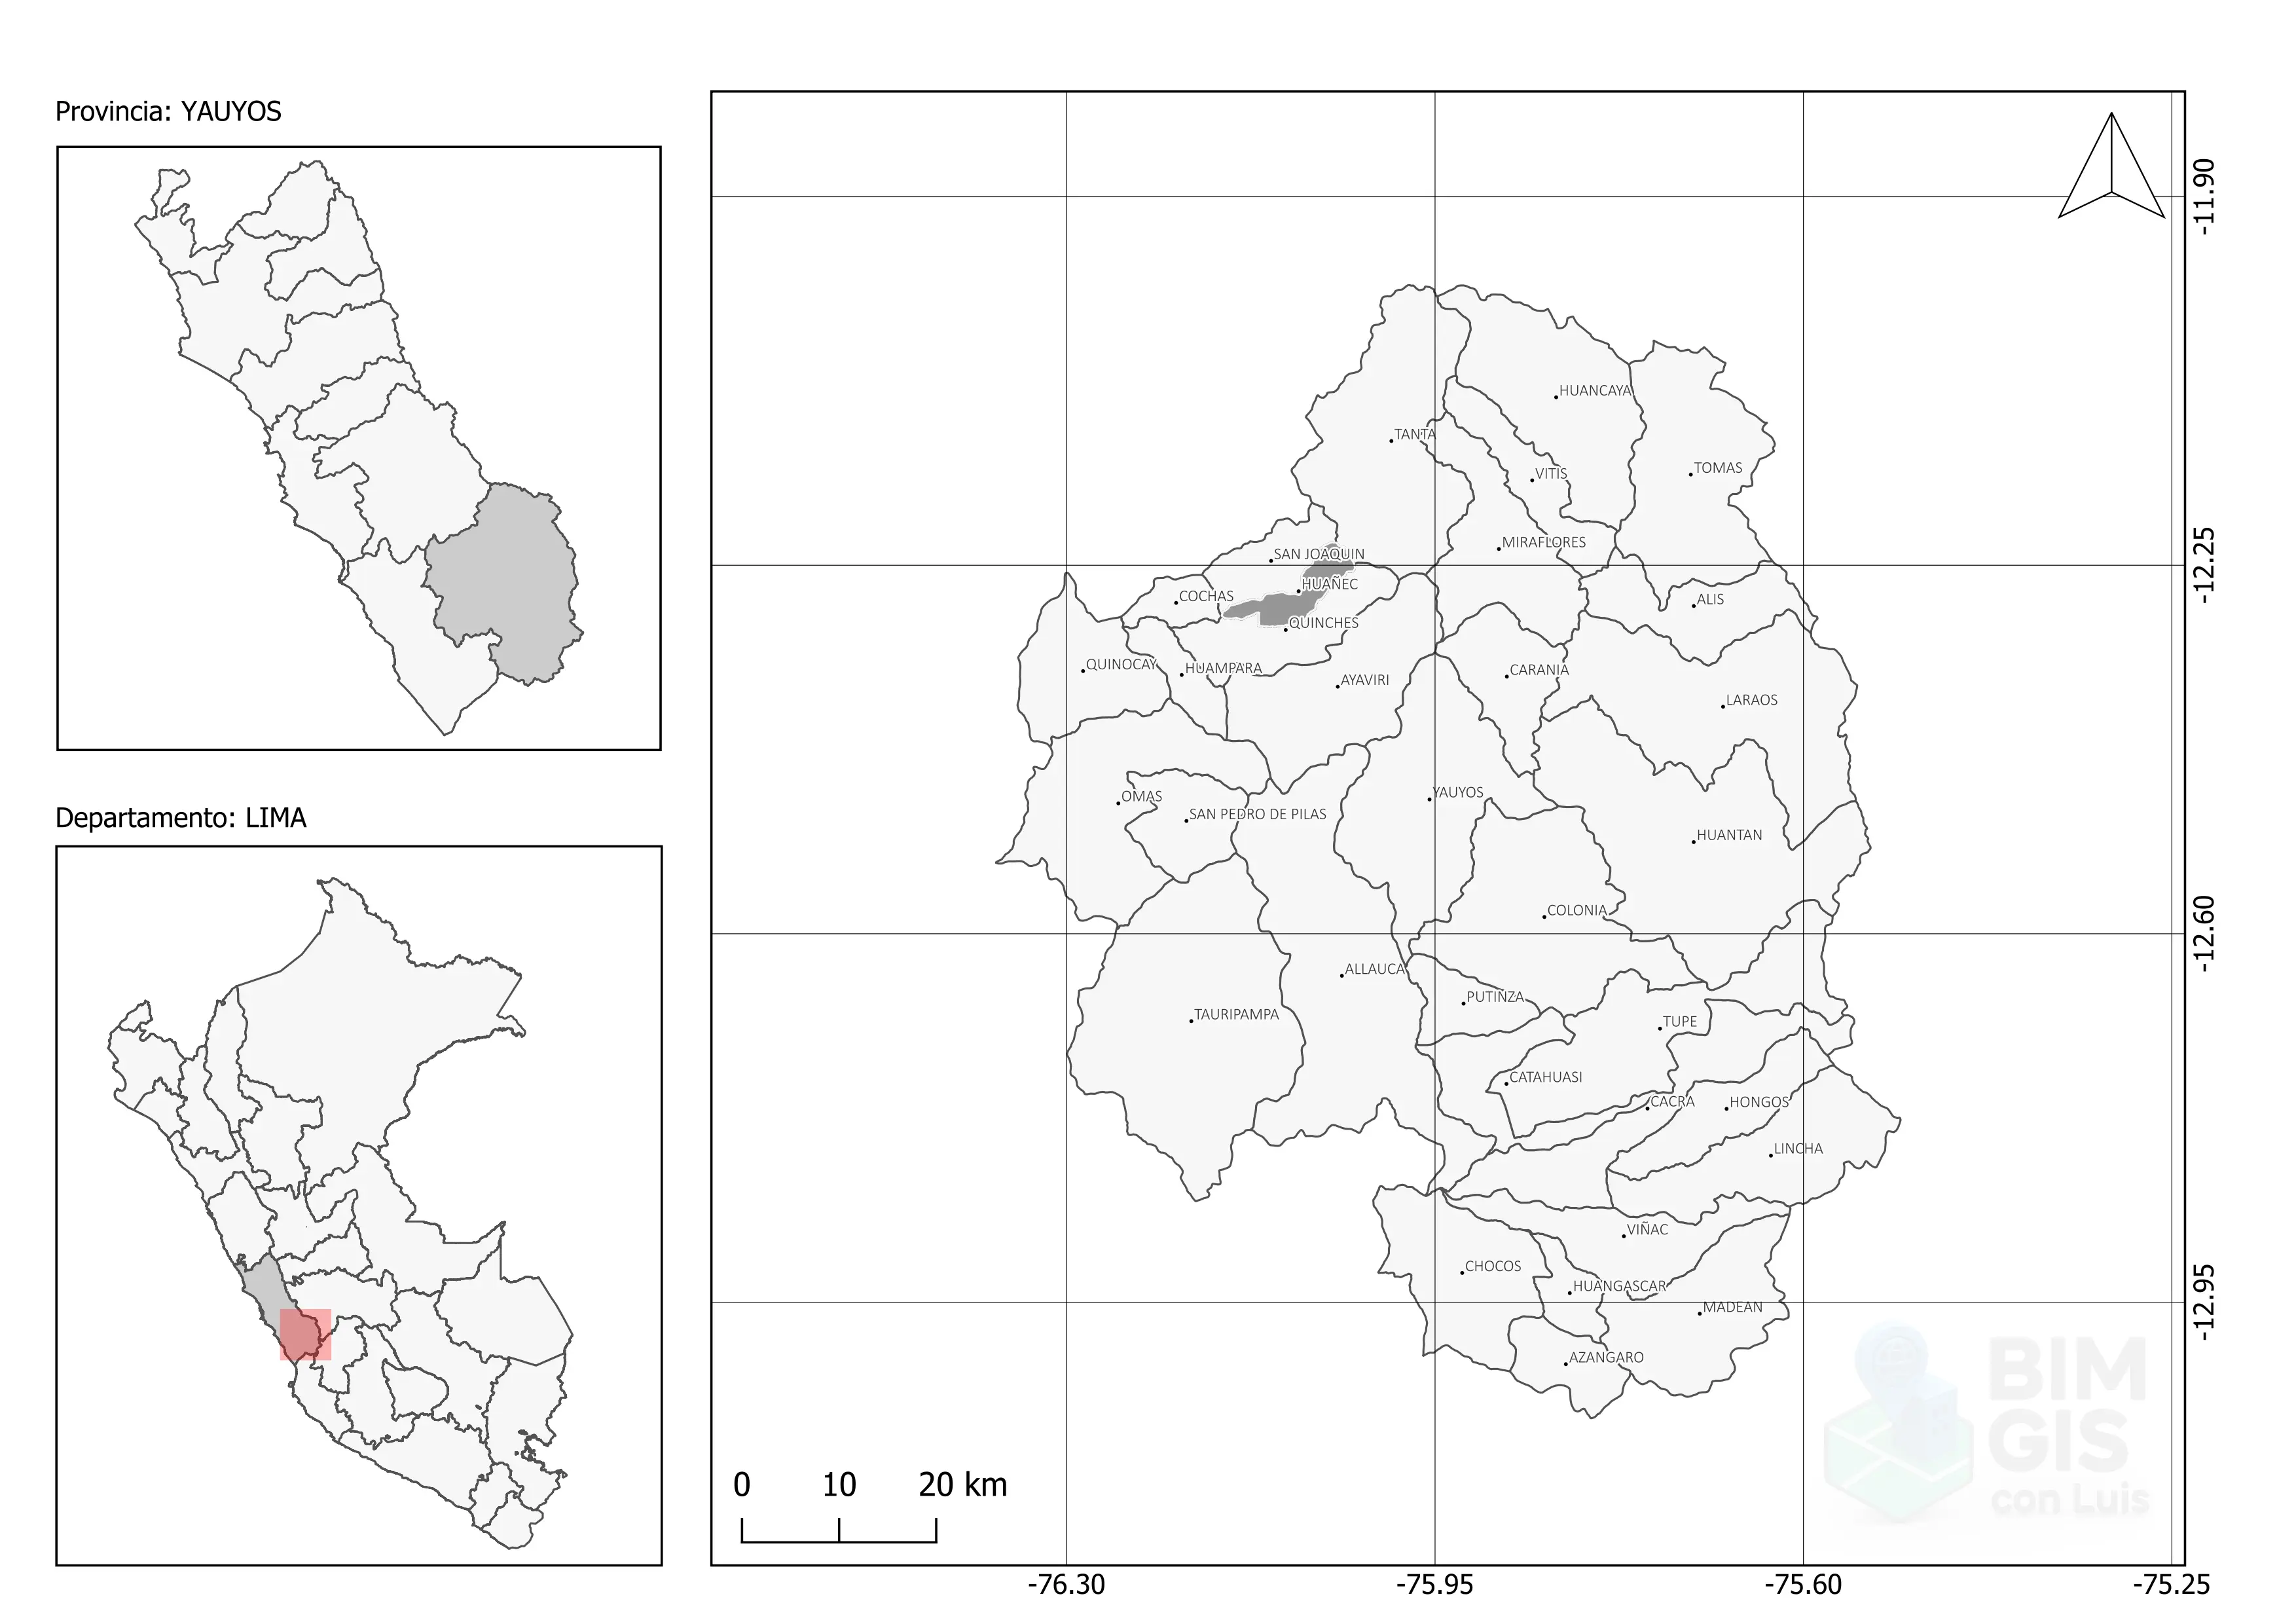 Provincia: YAUYOS
Departamento: LIMA
HUANCAYA
TANTA
TOMAS
VITIS
MIRAFLORES
SAN JOAQUIN
HUAÑEC
COCHAS
ALIS
QUINCHES
QUINOCAY
HUAMPARA
CARANIA
AYAVIRI
LARAOS
YAUYOS
OMAS
SAN PEDRO DE PILAS
HUANTAN
COLONIA
ALLAUCA
PUTINZA
TAURIPAMPA
TUPE
CATAHUASI
CACRA
HONGOS
LINCHA
VIÑAC
CHOCOS
HUANGASCAR
MADEAN
AZANGARO
-11.90
-12.25
-12.60
-12.95
BIM
GIS
con Luis
0 10 20 km
-76.30 -75.95 -75.60 -75.25